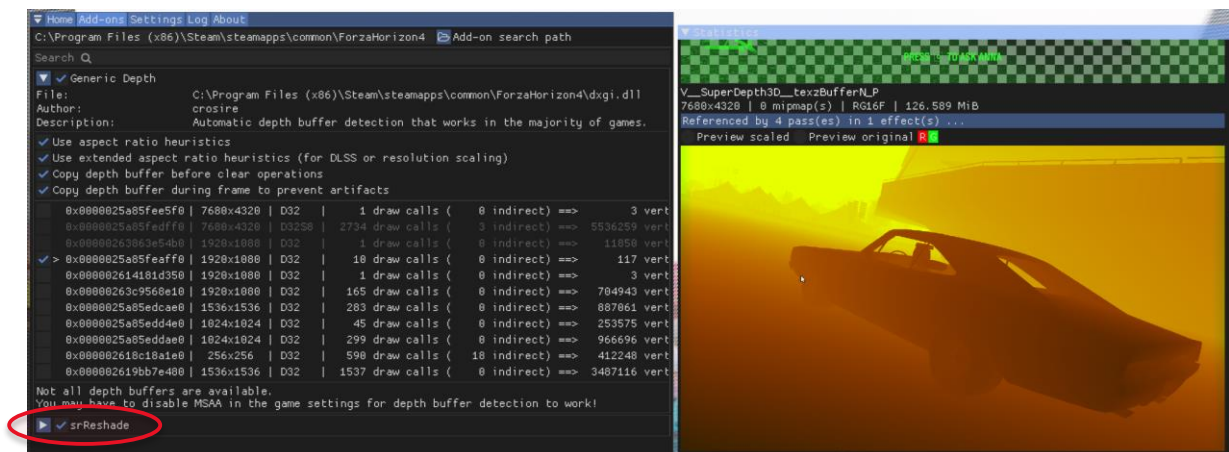 Home Add-ons Settings Log About
C:\Program Files (x86)\Steam\steamapps\common\ForzaHorizon4 Add-on search path
Search
Generic Depth
File: C:\Program Files (x86)\Steam\steamapps\common\ForzaHorizon4\dxgi.dll
Author: crosire
Description: Automatic depth buffer detection that works in the majority of games.
Use aspect ratio heuristics
Use extended aspect ratio heuristics (for DLSS or resolution scaling)
Copy depth buffer before clear operations
Copy depth buffer during frame to prevent artifacts
0x0000025a85fee5f0 | 7680x4320 | D32 | 1 draw calls ( 0 indirect) ==> 3 vert
0x0000025a85fedff0 | 7680x4320 | D32S8 | 2734 draw calls ( 3 indirect) ==> 5536259 vert
0x00000263863e54b0 | 1920x1080 | D32 | 1 draw calls ( 0 indirect) ==> 11850 vert
> 0x0000025a85feaff0 | 1920x1080 | D32 | 10 draw calls ( 0 indirect) ==> 117 vert
0x000002614181d350 | 1920x1080 | D32 | 1 draw calls ( 0 indirect) ==> 3 vert
0x00000263c9568e10 | 1920x1080 | D32 | 165 draw calls ( 0 indirect) ==> 704943 vert
0x0000025a85edcae0 | 1536x1536 | D32 | 283 draw calls ( 0 indirect) ==> 887061 vert
0x0000025a85edd4e0 | 1024x1024 | D32 | 45 draw calls ( 0 indirect) ==> 253575 vert
0x0000025a85eddae0 | 1024x1024 | D32 | 299 draw calls ( 0 indirect) ==> 966696 vert
0x000002618c18a1e0 | 256x256 | D32 | 590 draw calls ( 18 indirect) ==> 412248 vert
0x000002619bb7e480 | 1536x1536 | D32 | 1537 draw calls ( 0 indirect) ==> 3487116 vert
Not all depth buffers are available.
You may have to disable MSAA in the game settings for depth buffer detection to work!
srReshade
Statistics
PRESS TO ASK ANNA
V__SuperDepth3D__texzBufferN_P
7680x4320 | 0 mipmap(s) | RG16F | 126.589 MiB
Referenced by 4 pass(es) in 1 effect(s) ...
Preview scaled Preview original R G